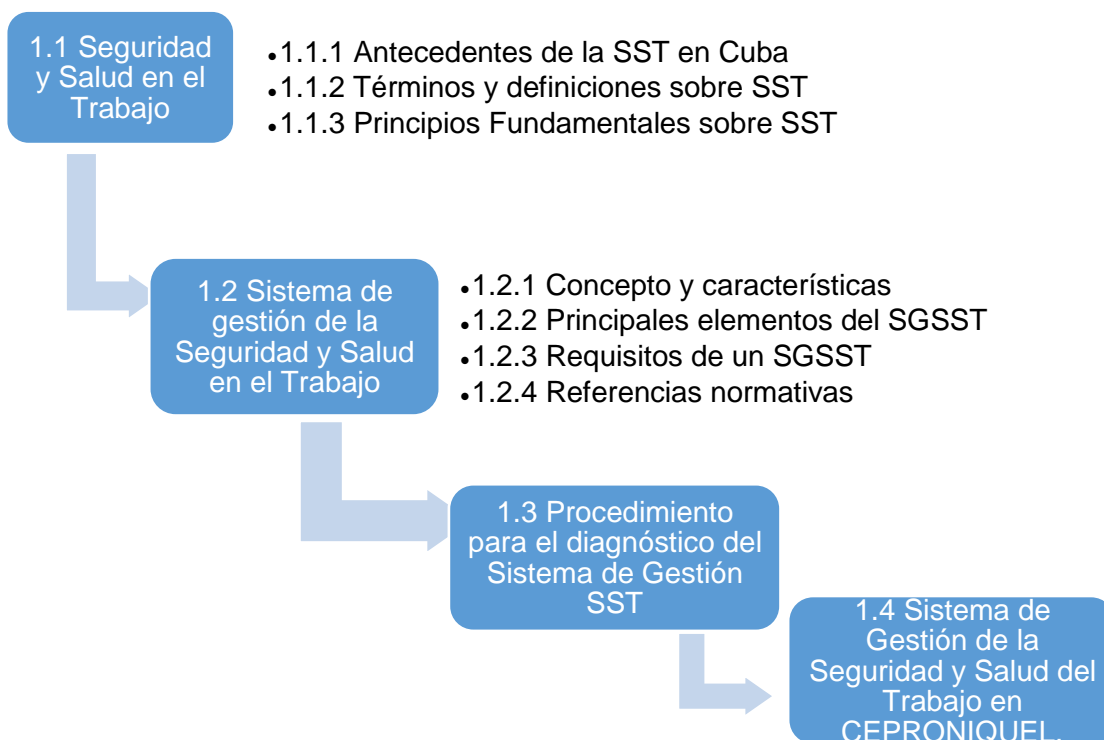 1.1 Seguridad
y Salud en el
Trabajo
•1.1.1 Antecedentes de la SST en Cuba
•1.1.2 Términos y definiciones sobre SST
•1.1.3 Principios Fundamentales sobre SST
1.2 Sistema de
gestión de la
Seguridad y Salud
en el Trabajo
•1.2.1 Concepto y características
•1.2.2 Principales elementos del SGSST
•1.2.3 Requisitos de un SGSST
•1.2.4 Referencias normativas
1.3 Procedimiento
para el diagnóstico del
Sistema de Gestión
SST
1.4 Sistema de
Gestión de la
Seguridad y Salud del
Trabajo en
CEPRONIQUEL.